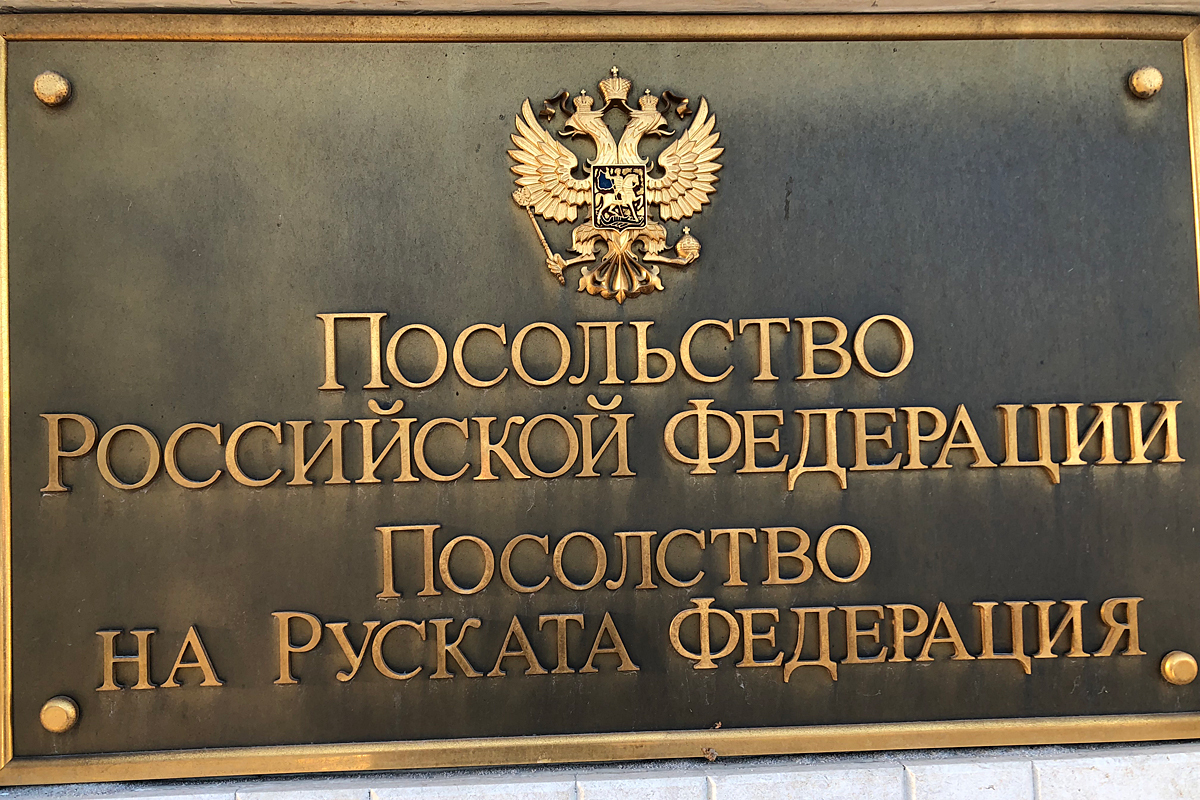 Посольство
Российской Федерации
Посолство
на Руската Федерация